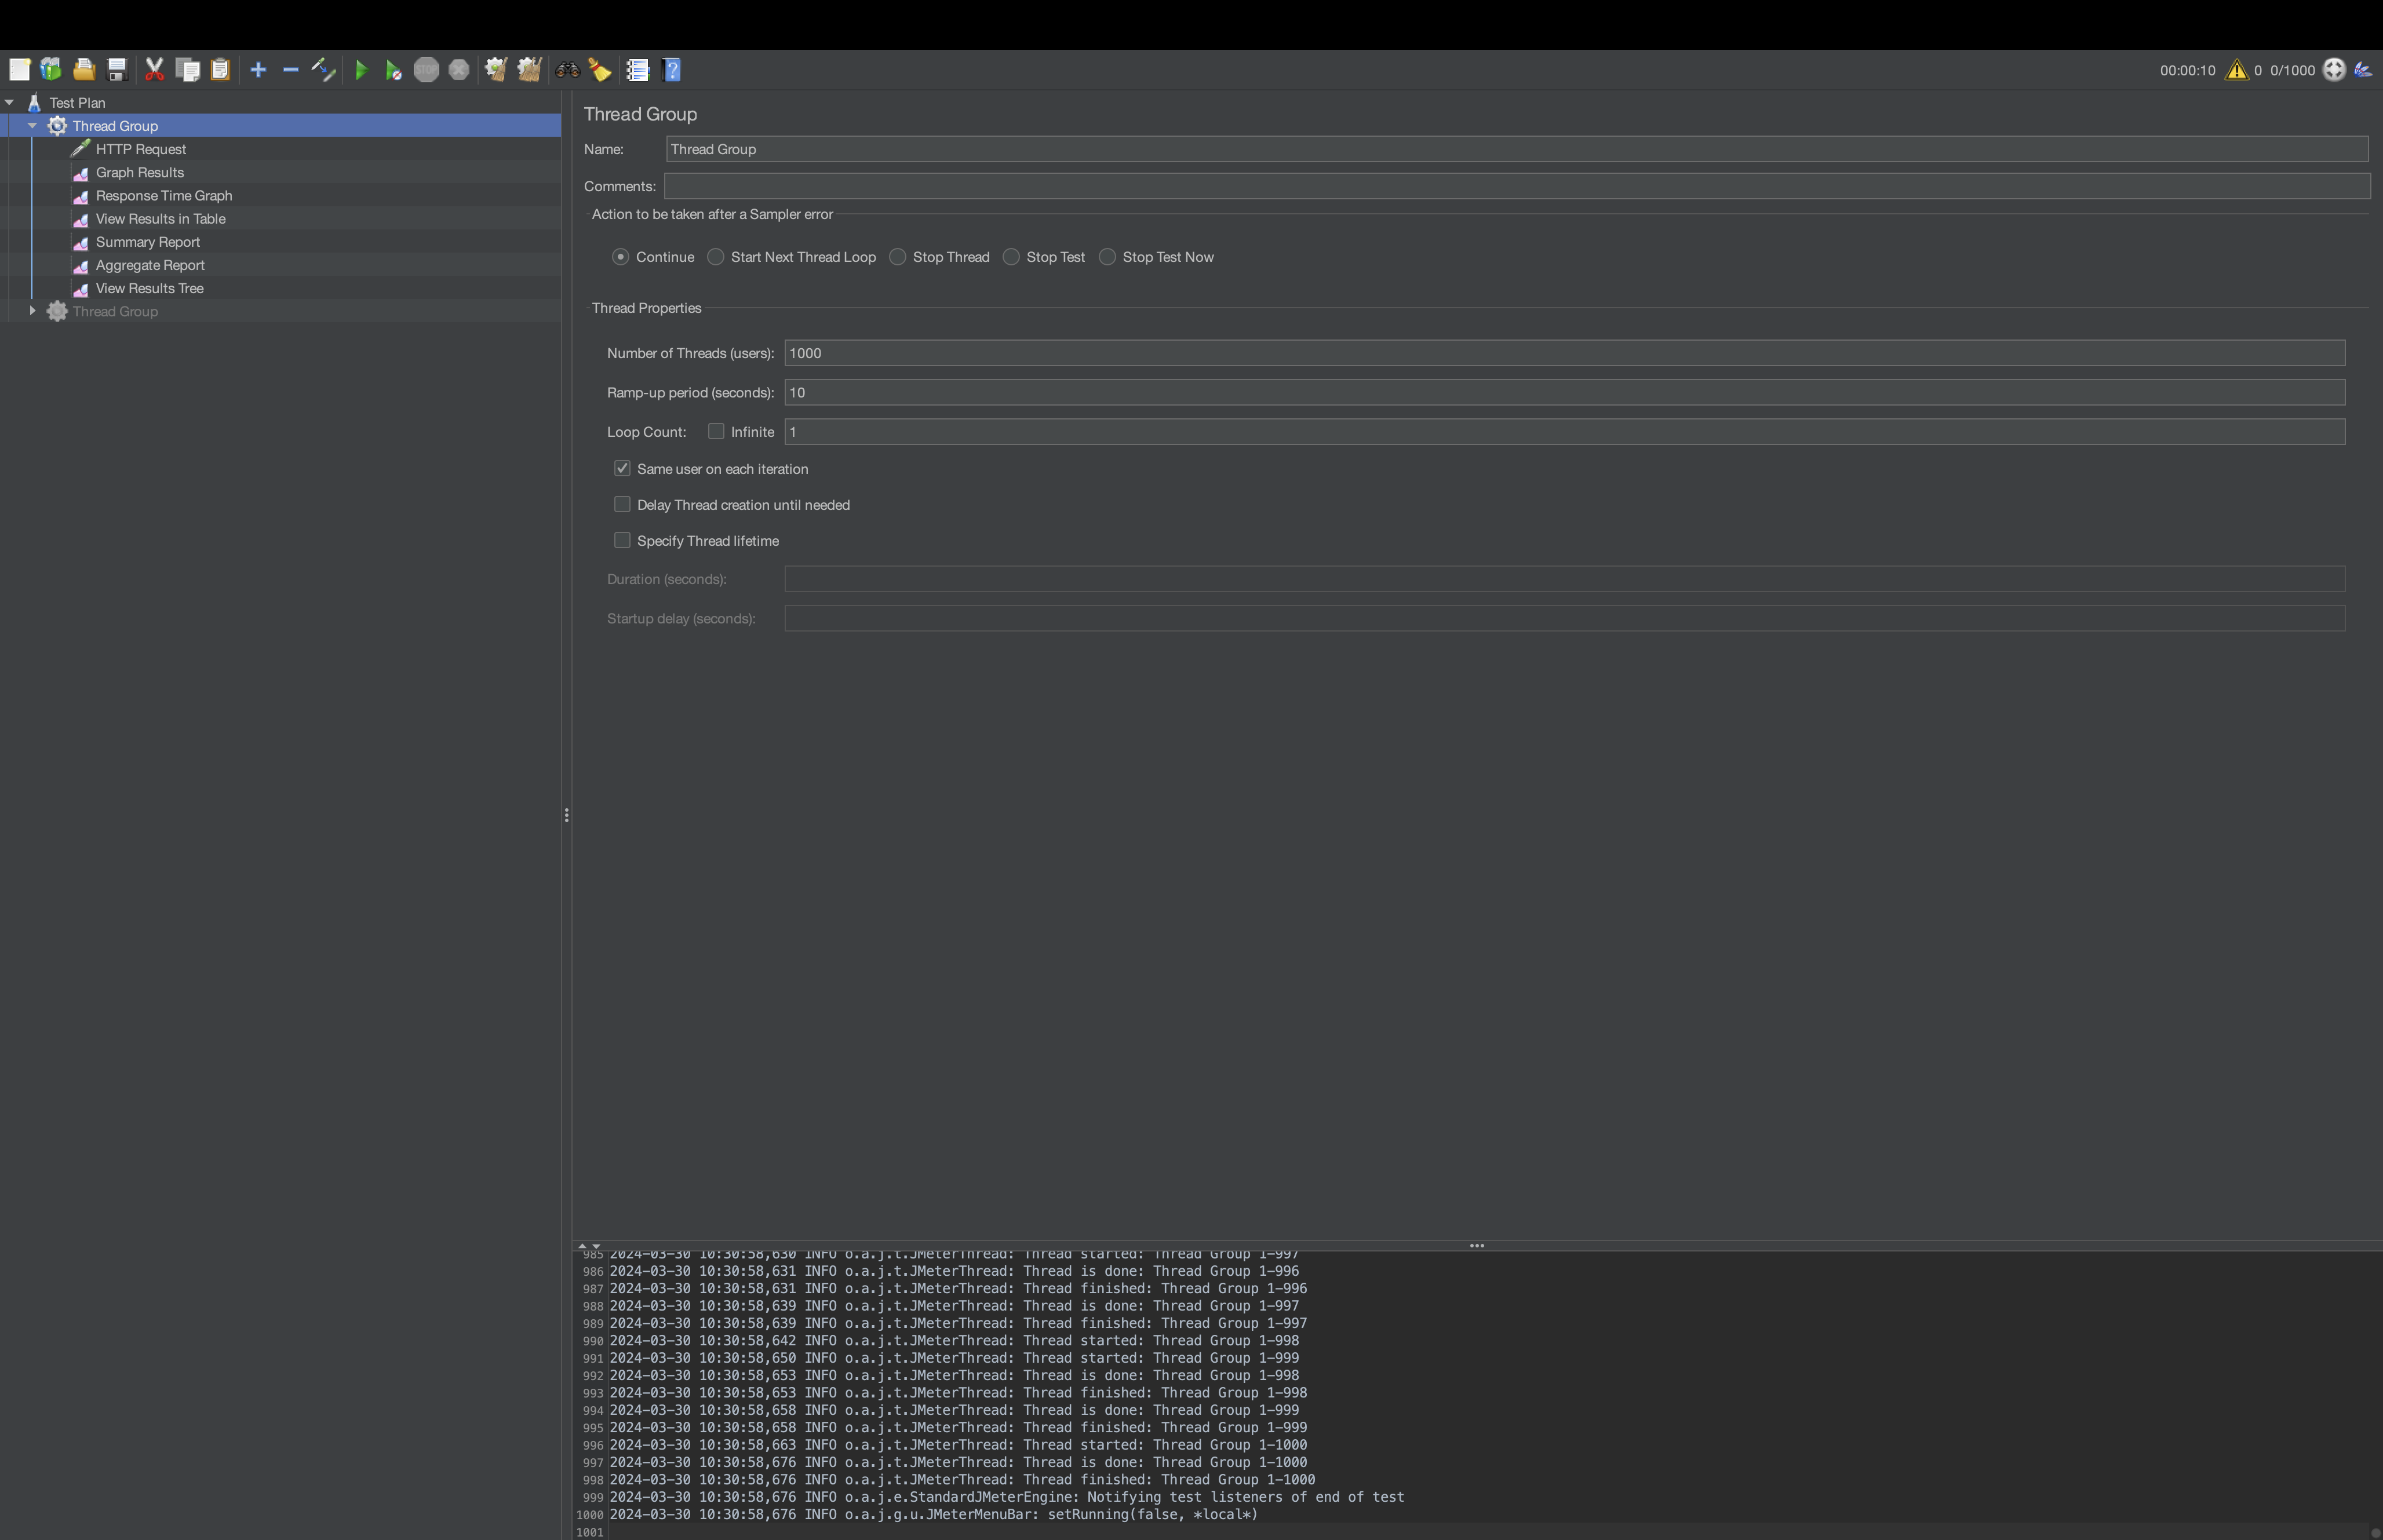 STOP
00:00:10 0 0/1000
Test Plan
Thread Group
HTTP Request
Graph Results
Response Time Graph
View Results in Table
Summary Report
Aggregate Report
View Results Tree
Thread Group
Thread Group
Name: Thread Group
Comments:
Action to be taken after a Sampler error
Continue Start Next Thread Loop Stop Thread Stop Test Stop Test Now
Thread Properties
Number of Threads (users): 1000
Ramp-up period (seconds): 10
Loop Count: Infinite 1
Same user on each iteration
Delay Thread creation until needed
Specify Thread lifetime
Duration (seconds):
Startup delay (seconds):
985 2024-03-30 10:30:58,630 INFO o.a.j.t.JMeterThread: Thread started: Thread Group 1-997
986 2024-03-30 10:30:58,631 INFO o.a.j.t.JMeterThread: Thread is done: Thread Group 1-996
987 2024-03-30 10:30:58,631 INFO o.a.j.t.JMeterThread: Thread finished: Thread Group 1-996
988 2024-03-30 10:30:58,639 INFO o.a.j.t.JMeterThread: Thread is done: Thread Group 1-997
989 2024-03-30 10:30:58,639 INFO o.a.j.t.JMeterThread: Thread finished: Thread Group 1-997
990 2024-03-30 10:30:58,642 INFO o.a.j.t.JMeterThread: Thread started: Thread Group 1-998
991 2024-03-30 10:30:58,650 INFO o.a.j.t.JMeterThread: Thread started: Thread Group 1-999
992 2024-03-30 10:30:58,653 INFO o.a.j.t.JMeterThread: Thread is done: Thread Group 1-998
993 2024-03-30 10:30:58,653 INFO o.a.j.t.JMeterThread: Thread finished: Thread Group 1-998
994 2024-03-30 10:30:58,658 INFO o.a.j.t.JMeterThread: Thread is done: Thread Group 1-999
995 2024-03-30 10:30:58,658 INFO o.a.j.t.JMeterThread: Thread finished: Thread Group 1-999
996 2024-03-30 10:30:58,663 INFO o.a.j.t.JMeterThread: Thread started: Thread Group 1-1000
997 2024-03-30 10:30:58,676 INFO o.a.j.t.JMeterThread: Thread is done: Thread Group 1-1000
998 2024-03-30 10:30:58,676 INFO o.a.j.t.JMeterThread: Thread finished: Thread Group 1-1000
999 2024-03-30 10:30:58,676 INFO o.a.j.e.StandardJMeterEngine: Notifying test listeners of end of test
1000 2024-03-30 10:30:58,676 INFO o.a.j.g.u.JMeterMenuBar: setRunning(false, *local*)
1001